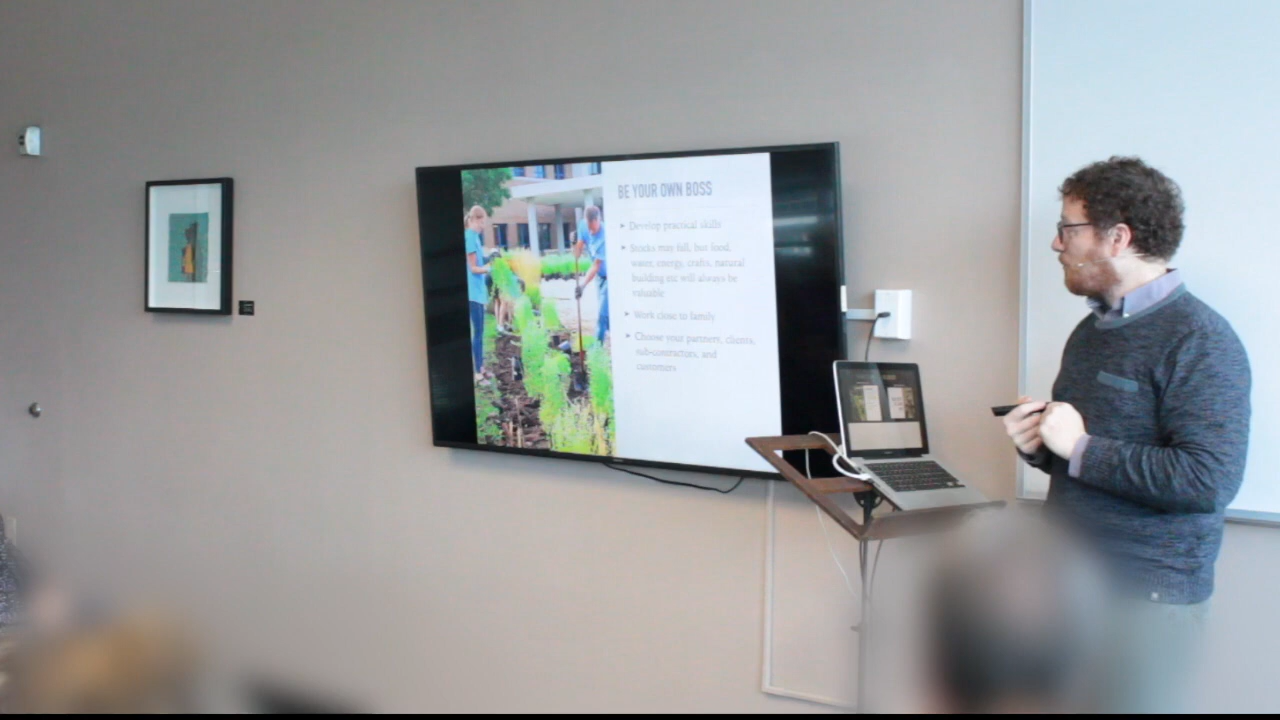 BE YOUR OWN BOSS
▸ Develop practical skills
▸ Stocks may fall, but food,
water, energy, crafts, natural
building etc will always be
valuable
▸ Work close to family
▸ Choose your partners, clients,
sub-contractors, and
customers